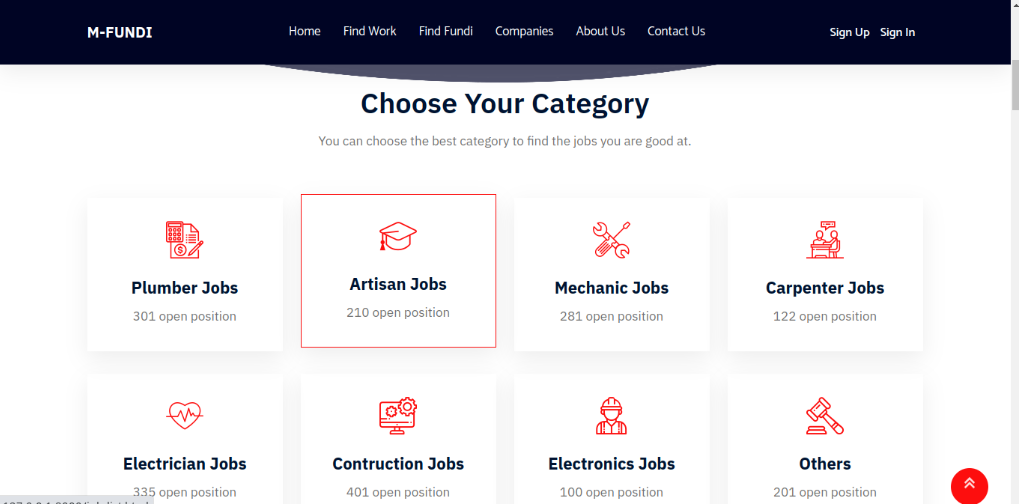 M-FUNDI
Home Find Work Find Fundi Companies About Us Contact Us
Sign Up Sign In
Choose Your Category
You can choose the best category to find the jobs you are good at.
Plumber Jobs
301 open position
Artisan Jobs
210 open position
Mechanic Jobs
281 open position
Carpenter Jobs
122 open position
Electrician Jobs
335 open position
Contruction Jobs
401 open position
Electronics Jobs
100 open position
Others
201 open position